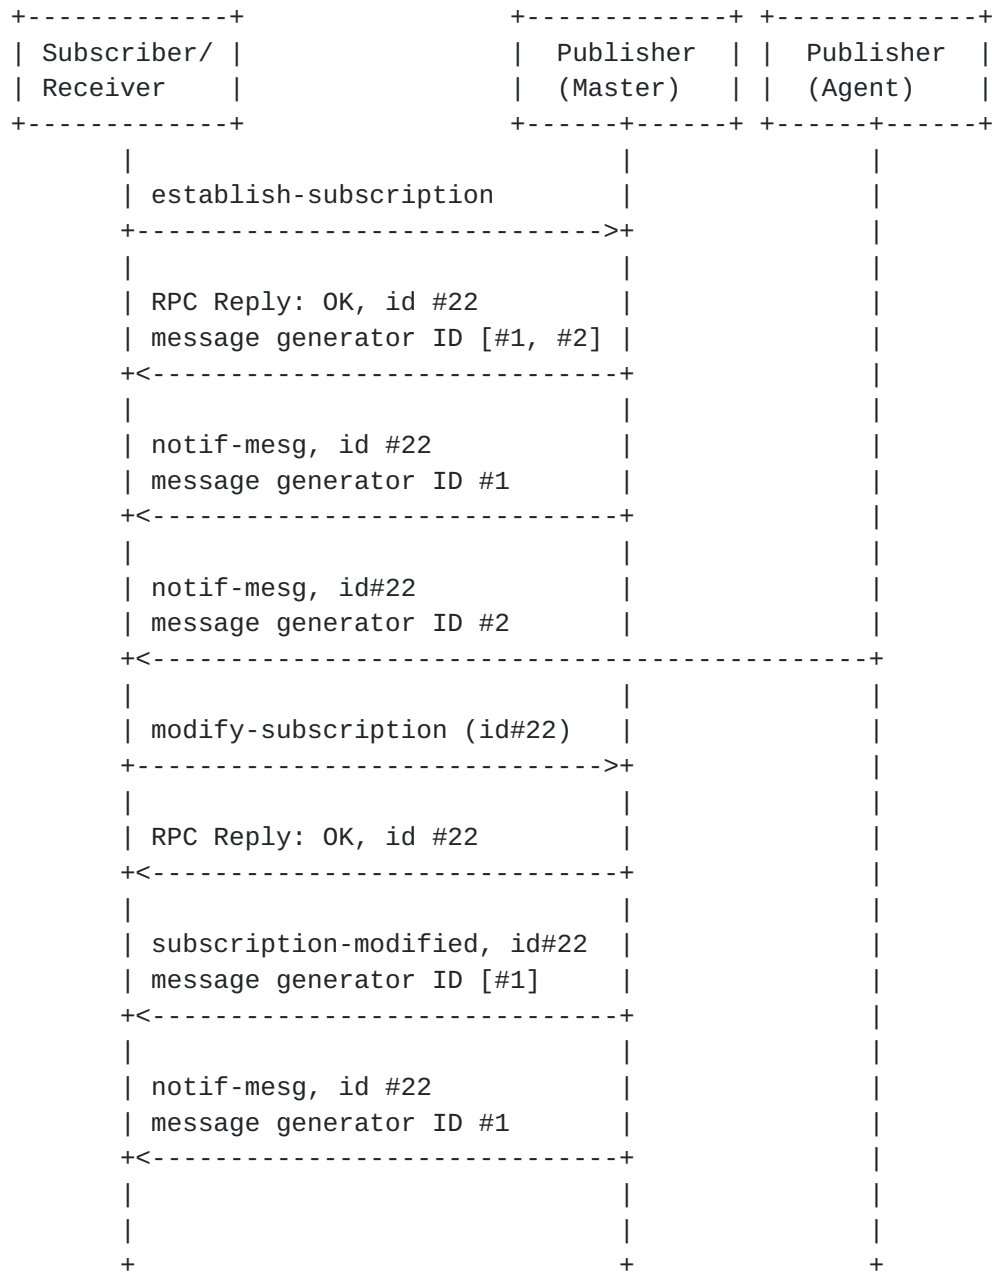 Subscriber/ Publisher Publisher
Receiver (Master) (Agent)
establish-subscription
RPC Reply: OK, id #22
message generator ID [#1, #2]
notif-mesg, id #22
message generator ID #1
notif-mesg, id#22
message generator ID #2
modify-subscription (id#22)
RPC Reply: OK, id #22
subscription-modified, id#22
message generator ID [#1]
notif-mesg, id #22
message generator ID #1